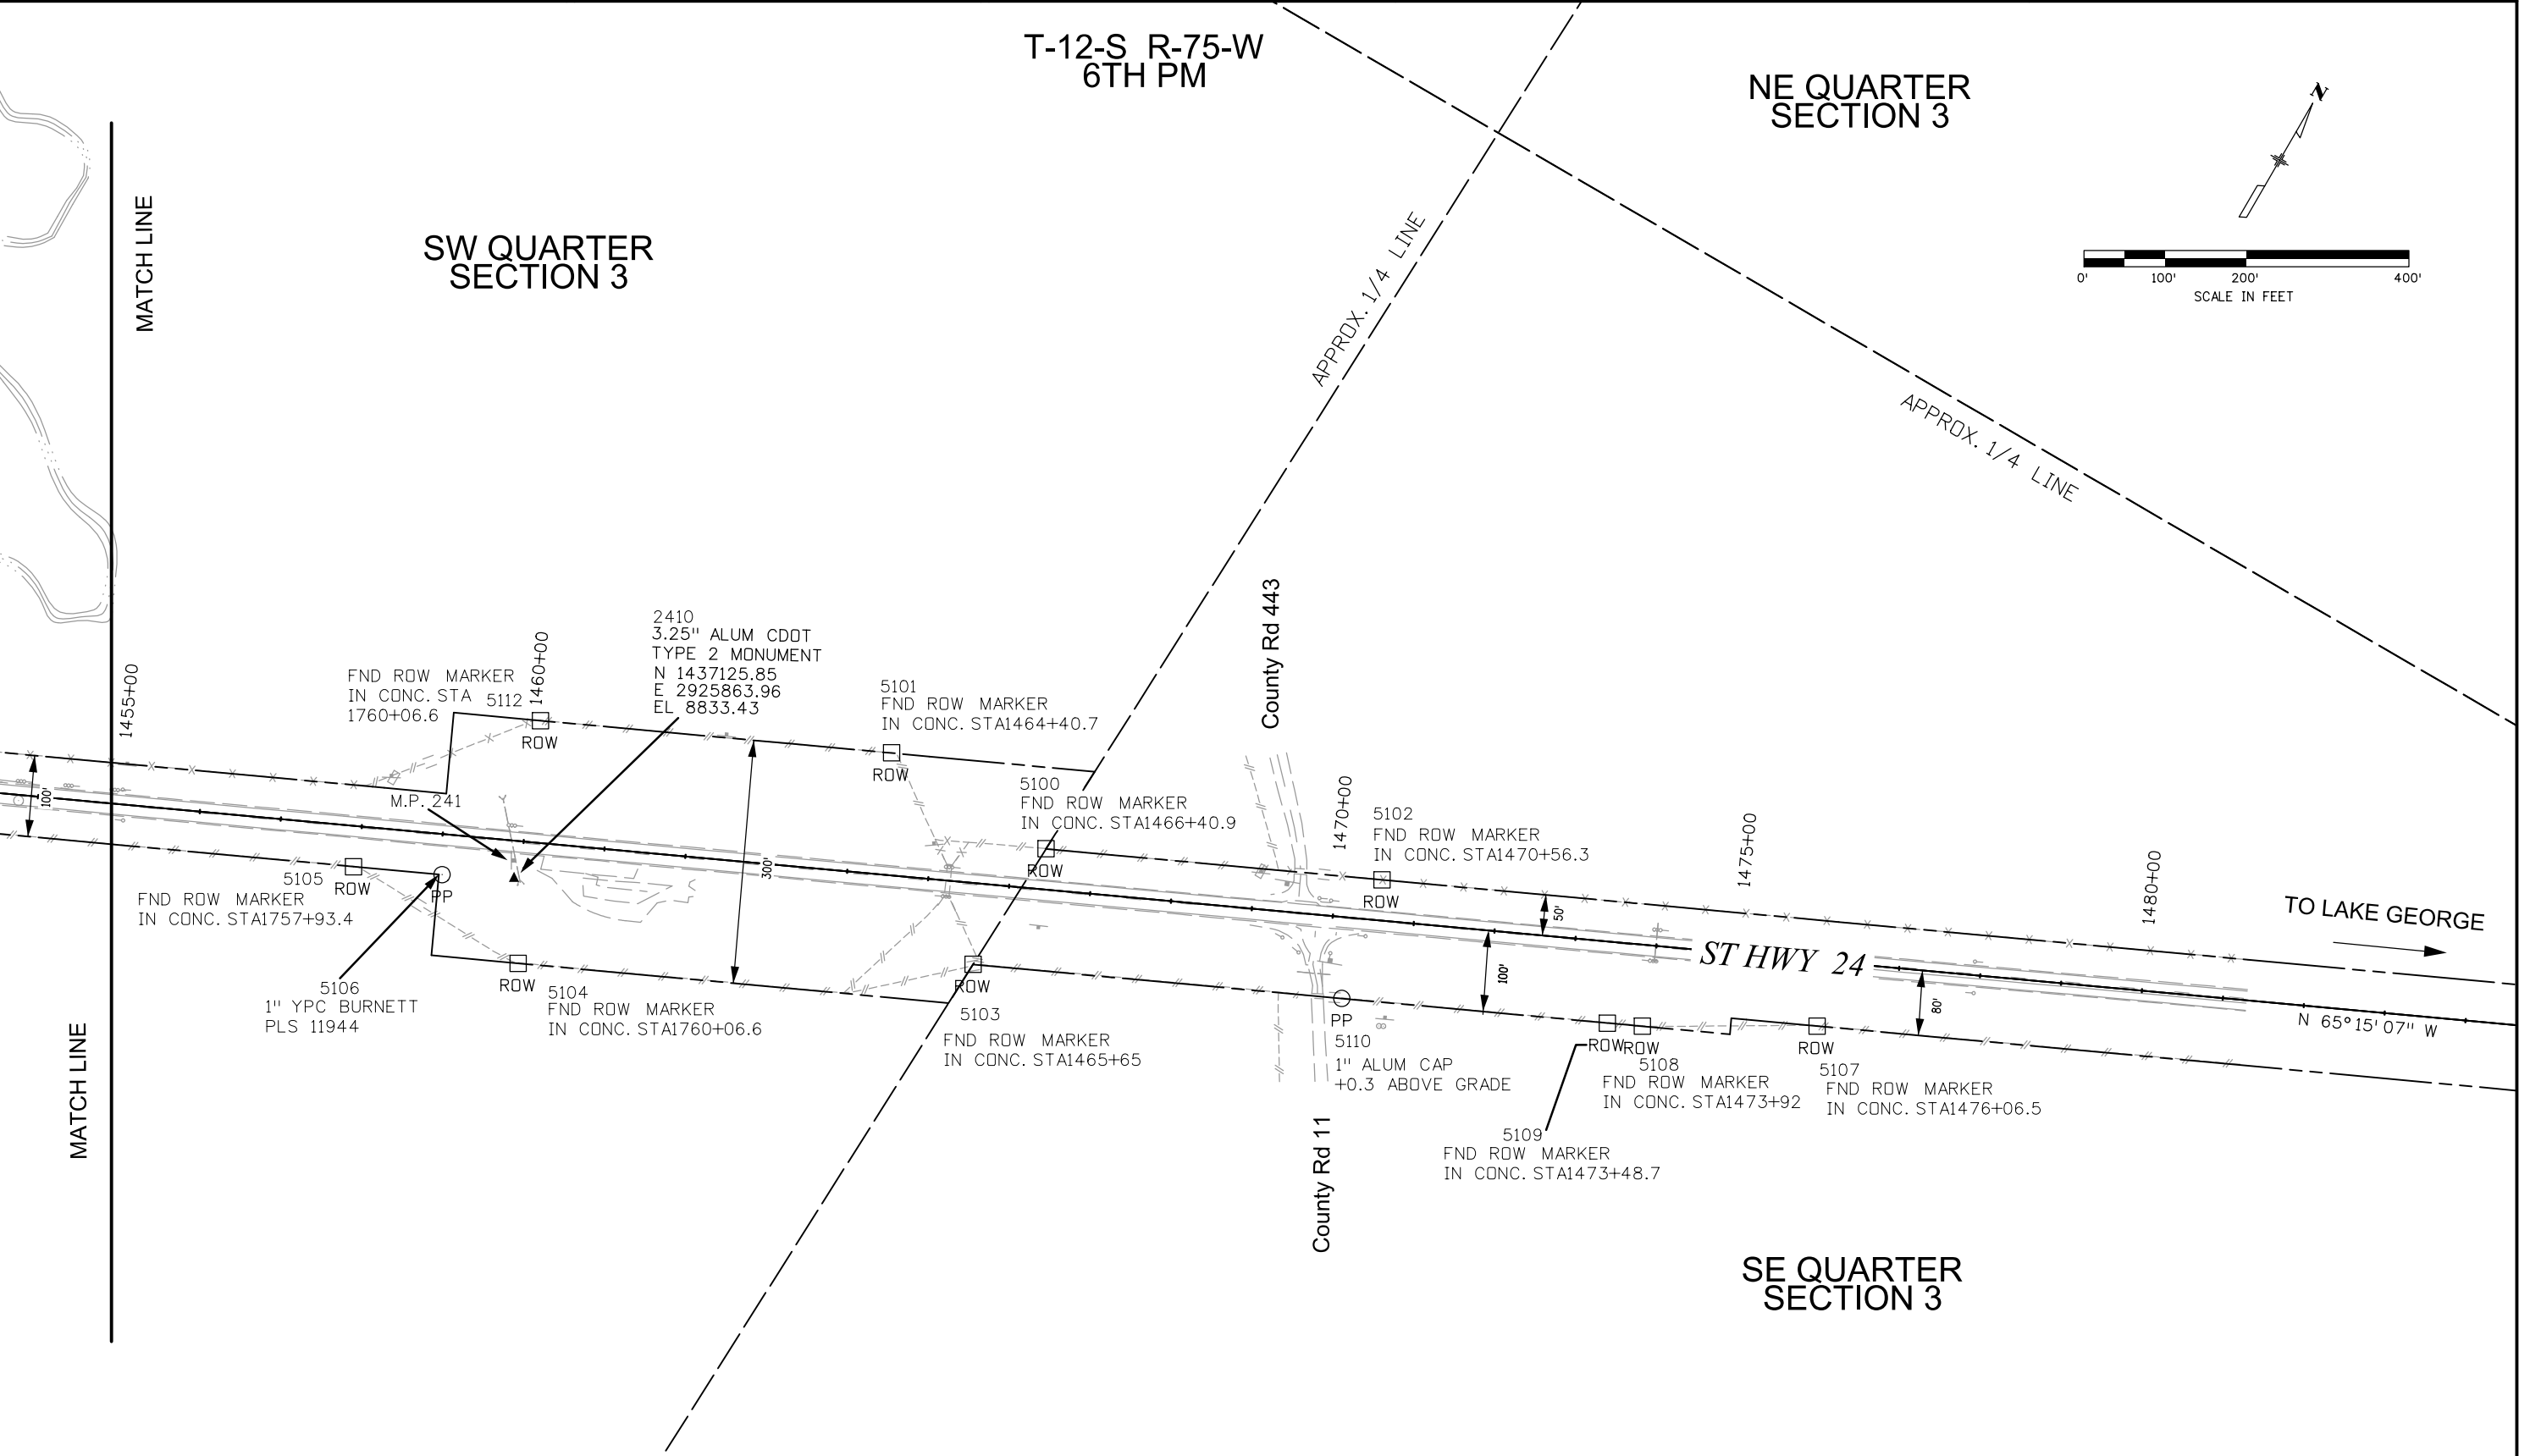 T-12-S R-75-W
6TH PM
NE QUARTER
SECTION 3
N
0' 100' 200' 400'
SCALE IN FEET
MATCH LINE
SW QUARTER
SECTION 3
APPROX. 1/4 LINE
APPROX. 1/4 LINE
1455+00
FND ROW MARKER
IN CONC. STA
1760+06.6
5112
1460+00
ROW
2410
3.25" ALUM CDOT
TYPE 2 MONUMENT
N 1437125.85
E 2925863.96
EL 8833.43
5101
FND ROW MARKER
IN CONC. STA1464+40.7
ROW
County Rd 443
100'
M.P. 241
300'
5100
FND ROW MARKER
IN CONC. STA1466+40.9
ROW
1470+00
5102
FND ROW MARKER
IN CONC. STA1470+56.3
ROW
50'
1475+00
1480+00
TO LAKE GEORGE
5105
ROW
FND ROW MARKER
IN CONC. STA1757+93.4
PP
5106
1" YPC BURNETT
PLS 11944
ROW
5104
FND ROW MARKER
IN CONC. STA1760+06.6
ROW
5103
FND ROW MARKER
IN CONC. STA1465+65
ST HWY 24
100'
80'
N 65°15'07" W
PP
5110
1" ALUM CAP
+0.3 ABOVE GRADE
ROW
ROW
5108
FND ROW MARKER
IN CONC. STA1473+92
ROW
5107
FND ROW MARKER
IN CONC. STA1476+06.5
5109
FND ROW MARKER
IN CONC. STA1473+48.7
MATCH LINE
County Rd 11
SE QUARTER
SECTION 3